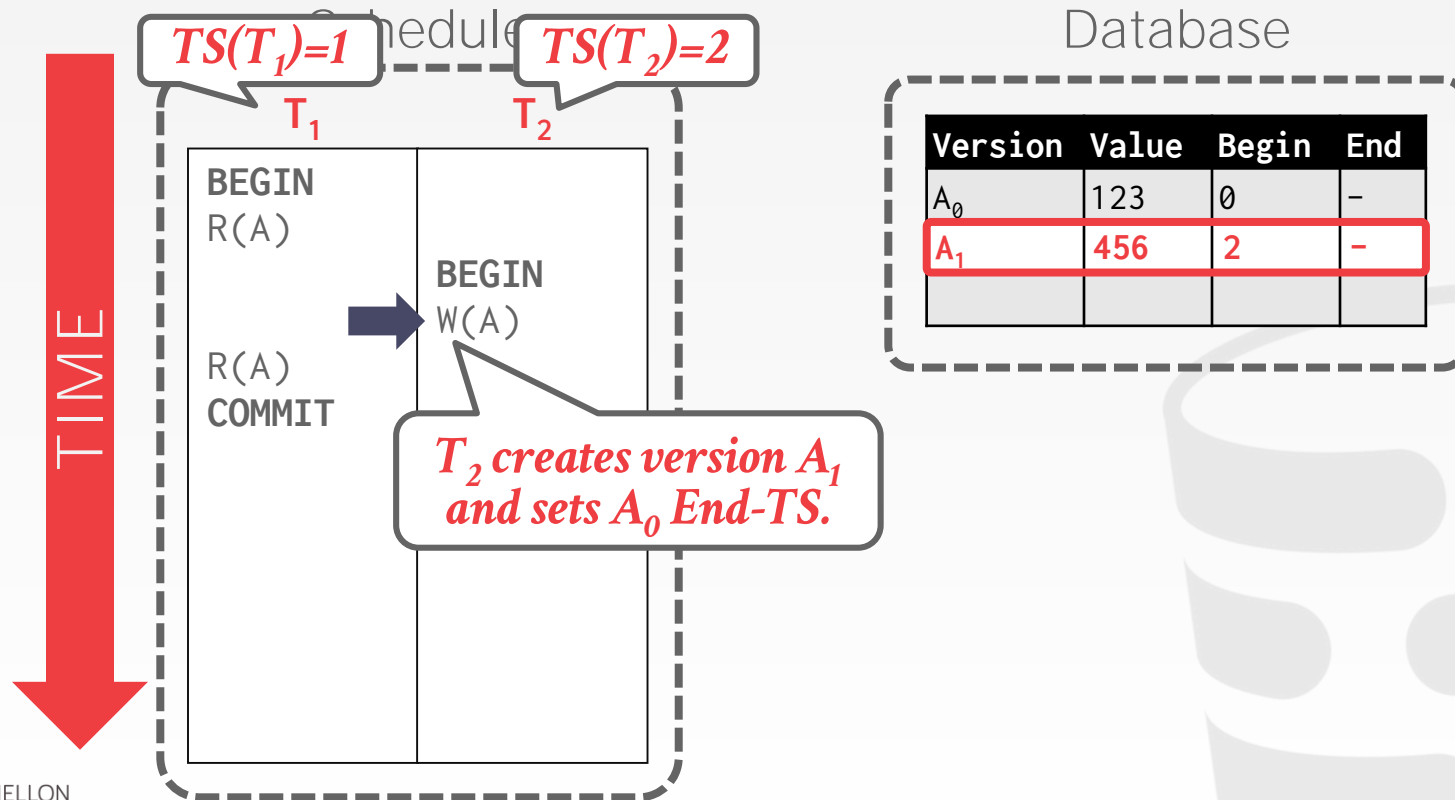 Schedule
TS(T₁)=1
TS(T₂)=2
T₁
T₂
BEGIN
R(A)
BEGIN
W(A)
R(A)
COMMIT
T₂ creates version A₁
and sets A₀ End-TS.
TIME
Database
Version Value Begin End
A₀ 123 0 –
A₁ 456 2 –
MELLON